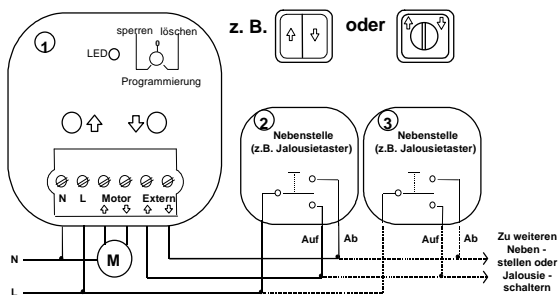 sperren löschen
z. B.
oder
1
LED
Programmierung
N L Motor Extern
2
Nebenstelle
(z.B. Jalousietaster)
3
Nebenstelle
(z.B. Jalousietaster)
Auf Ab
Auf Ab
Zu weiteren
Neben -
stellen oder
Jalousie -
schaltern
N
M
L